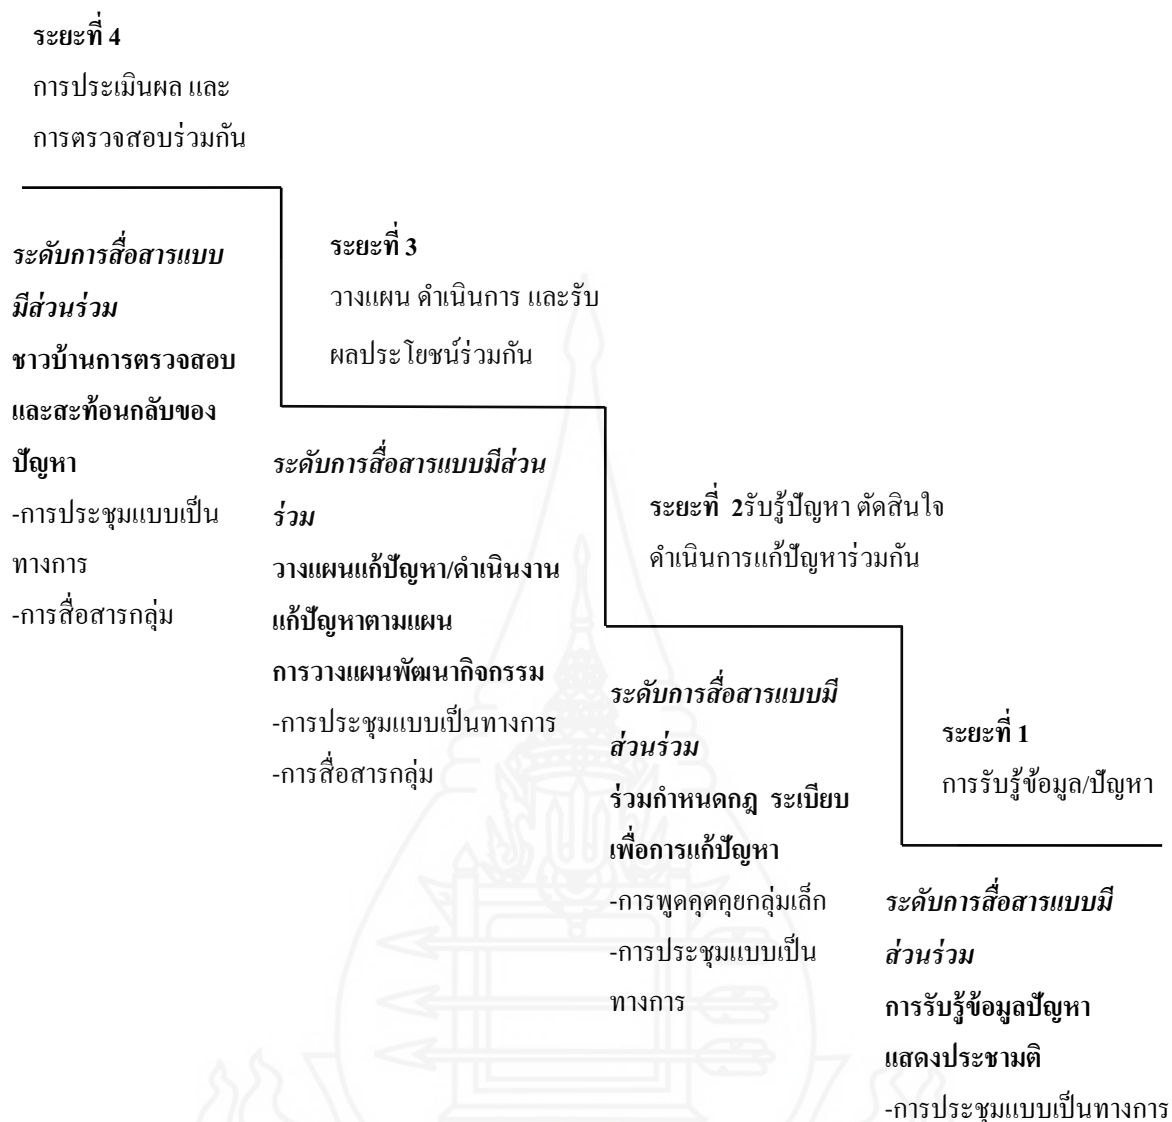 ระยะที่ 4
การประเมินผล และ
การตรวจสอบร่วมกัน
ระดับการสื่อสารแบบ
มีส่วนร่วม
ชาวบ้านการตรวจสอบ
และสะท้อนกลับของ
ปัญหา
-การประชุมแบบเป็น
ทางการ
-การสื่อสารกลุ่ม
ระยะที่ 3
วางแผน ดำเนินการ และรับ
ผลประโยชน์ร่วมกัน
ระดับการสื่อสารแบบมีส่วน
ร่วม
วางแผนแก้ปัญหา/ดำเนินงาน
แก้ปัญหาตามแผน
การวางแผนพัฒนากิจกรรม
-การประชุมแบบเป็นทางการ
-การสื่อสารกลุ่ม
ระยะที่ 2รับรู้ปัญหา ตัดสินใจ
ดำเนินการแก้ปัญหาร่วมกัน
ระดับการสื่อสารแบบมี
ส่วนร่วม
ร่วมกำหนดกฎ ระเบียบ
เพื่อการแก้ปัญหา
-การพูดคุดคุยกลุ่มเล็ก
-การประชุมแบบเป็น
ทางการ
ระยะที่ 1
การรับรู้ข้อมูล/ปัญหา
ระดับการสื่อสารแบบมี
ส่วนร่วม
การรับรู้ข้อมูลปัญหา
แสดงประชามติ
-การประชุมแบบเป็นทางการ